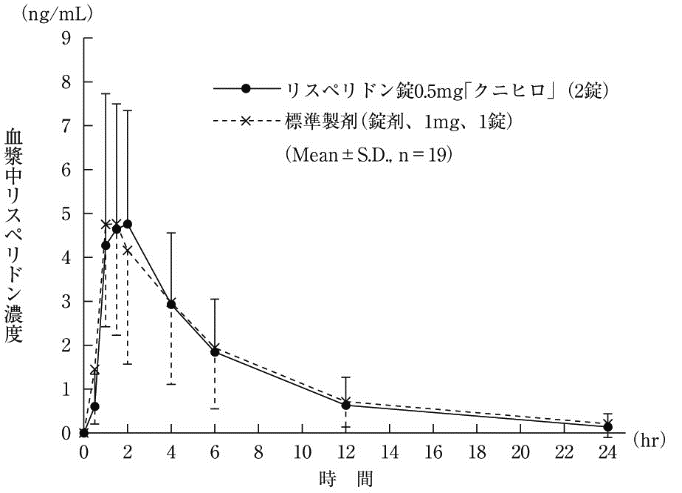 (ng/mL)
9
8
7
6
5
4
3
2
1
0
血漿中リスペリドン濃度
リスペリドン錠0.5mg「クニヒロ」(2錠)
標準製剤(錠剤、1mg、1錠)
(Mean±S.D., n=19)
0 2 4 6 8 10 12 14 16 18 20 22 24 (hr)
時 間